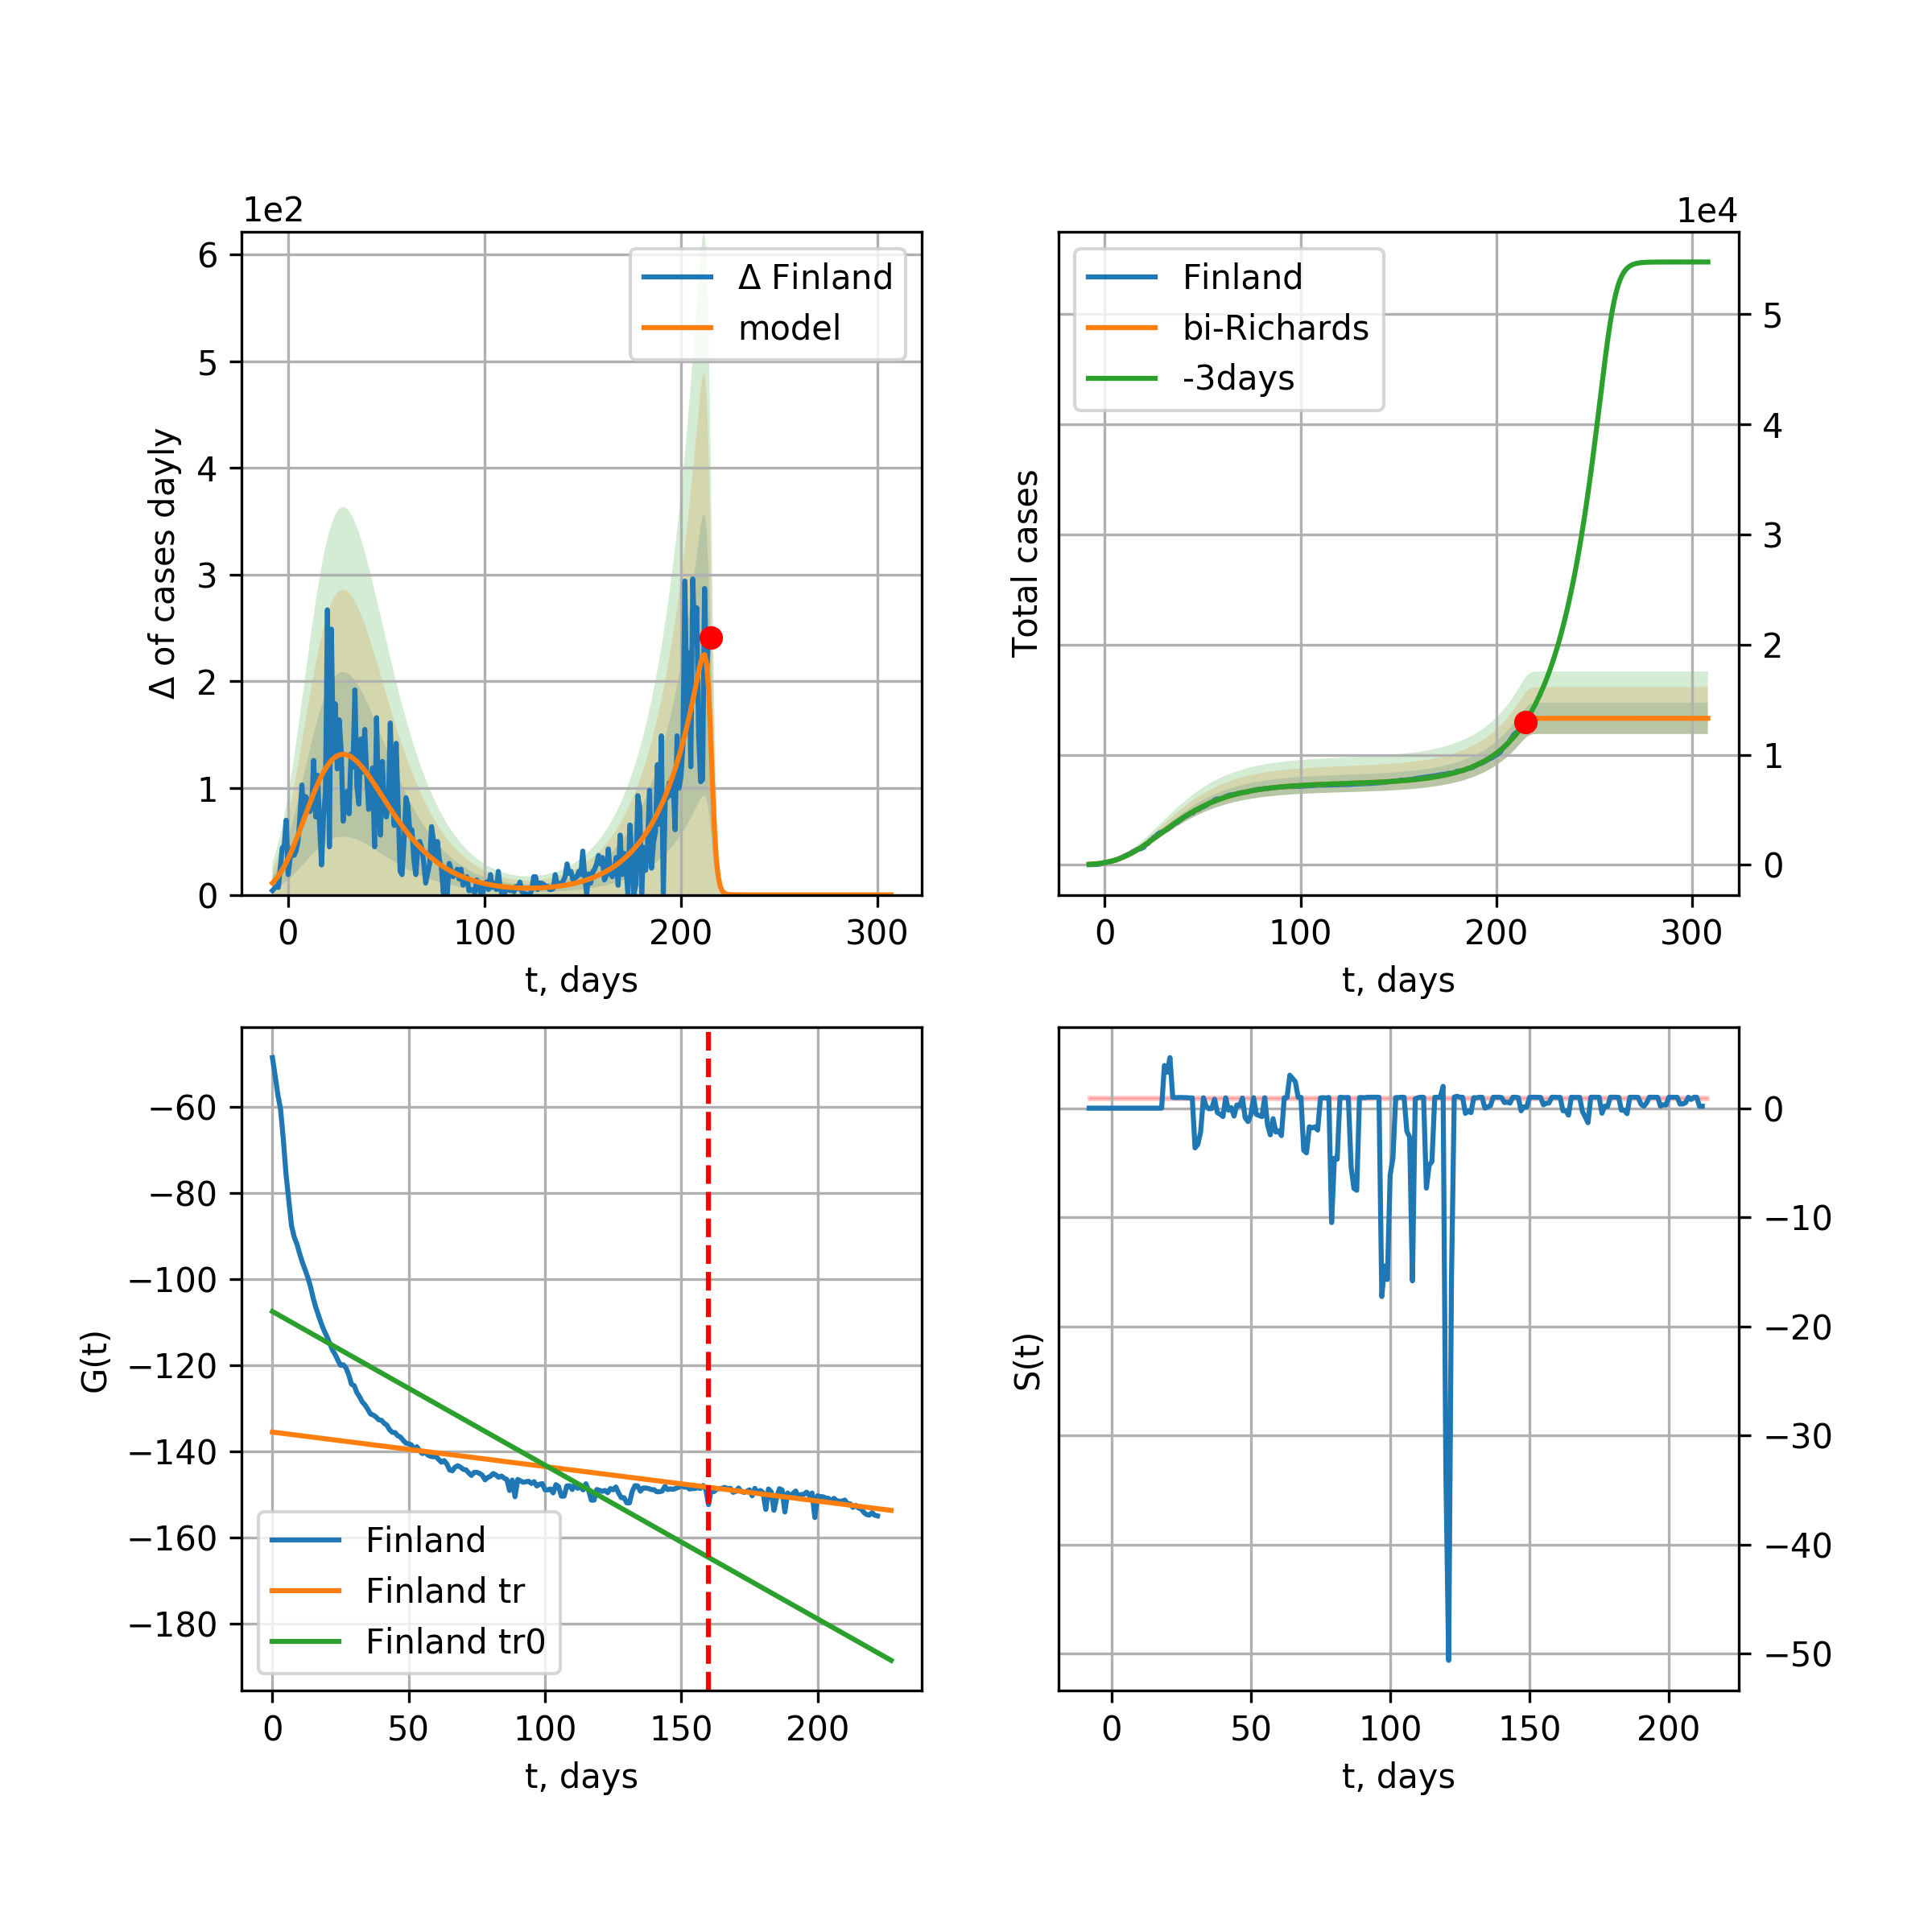 1e2
6
5
4
3
2
1
0
Δ of cases dayly
Δ Finland
model
0 100 200 300
t, days
1e4
Finland
bi-Richards
-3days
Total cases
5
4
3
2
1
0
0 100 200 300
t, days
−60
−80
−100
−120
−140
−160
−180
G(t)
Finland
Finland tr
Finland tr0
0 50 100 150 200
t, days
S(t)
0
−10
−20
−30
−40
−50
0 50 100 150 200
t, days